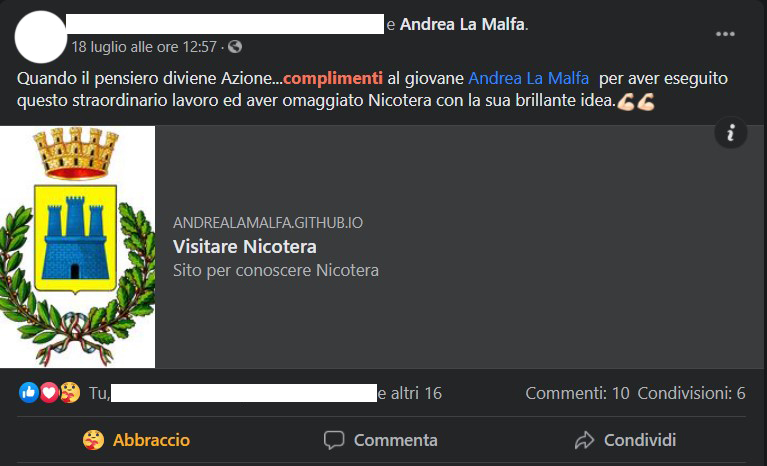 e Andrea La Malfa.
18 luglio alle ore 12:57 ·
Quando il pensiero diviene Azione...complimenti al giovane Andrea La Malfa per aver eseguito
questo straordinario lavoro ed aver omaggiato Nicotera con la sua brillante idea.💪🏻💪🏻
ANDREALAMALFA.GITHUB.IO
Visitare Nicotera
Sito per conoscere Nicotera
Tu, e altri 16 Commenti: 10 Condivisioni: 6
Abbraccio Commenta Condividi